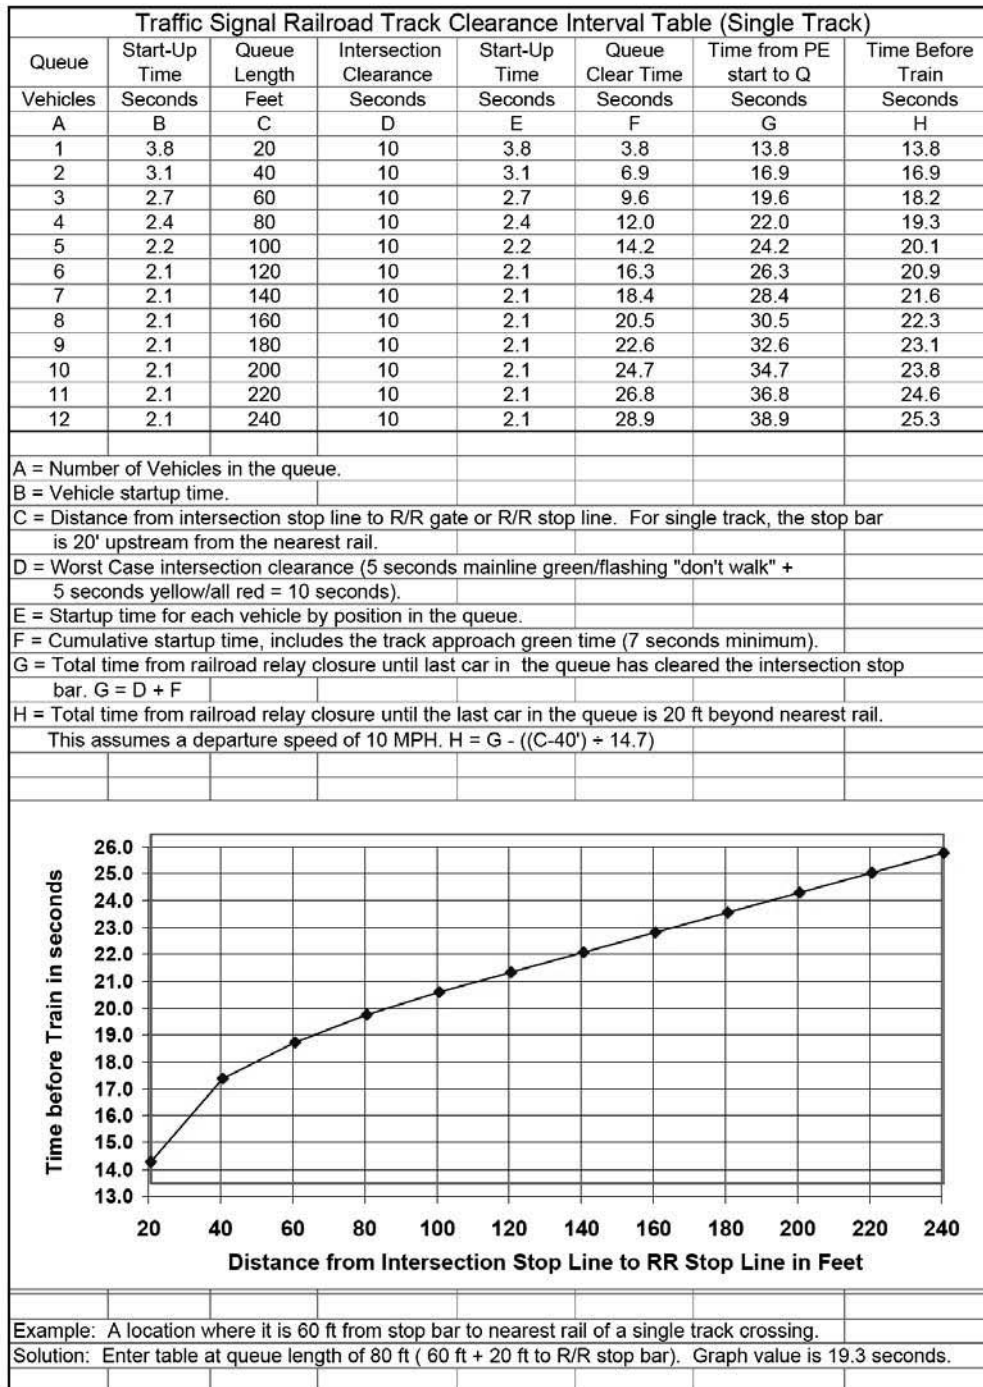 Traffic Signal Railroad Track Clearance Interval Table (Single Track)
Queue Start-Up Time Queue Length Intersection Clearance Start-Up Time Queue Clear Time Time from PE start to Q Time Before Train
Vehicles Seconds Feet Seconds Seconds Seconds Seconds Seconds
A B C D E F G H
1 3.8 20 10 3.8 3.8 13.8 13.8
2 3.1 40 10 3.1 6.9 16.9 16.9
3 2.7 60 10 2.7 9.6 19.6 18.2
4 2.4 80 10 2.4 12.0 22.0 19.3
5 2.2 100 10 2.2 14.2 24.2 20.1
6 2.1 120 10 2.1 16.3 26.3 20.9
7 2.1 140 10 2.1 18.4 28.4 21.6
8 2.1 160 10 2.1 20.5 30.5 22.3
9 2.1 180 10 2.1 22.6 32.6 23.1
10 2.1 200 10 2.1 24.7 34.7 23.8
11 2.1 220 10 2.1 26.8 36.8 24.6
12 2.1 240 10 2.1 28.9 38.9 25.3
A = Number of Vehicles in the queue.
B = Vehicle startup time.
C = Distance from intersection stop line to R/R gate or R/R stop line. For single track, the stop bar
is 20' upstream from the nearest rail.
D = Worst Case intersection clearance (5 seconds mainline green/flashing "don't walk" +
5 seconds yellow/all red = 10 seconds).
E = Startup time for each vehicle by position in the queue.
F = Cumulative startup time, includes the track approach green time (7 seconds minimum).
G = Total time from railroad relay closure until last car in the queue has cleared the intersection stop
bar. G = D + F
H = Total time from railroad relay closure until the last car in the queue is 20 ft beyond nearest rail.
This assumes a departure speed of 10 MPH. H = G - ((C-40') ÷ 14.7)
Time before Train in seconds
26.0
25.0
24.0
23.0
22.0
21.0
20.0
19.0
18.0
17.0
16.0
15.0
14.0
13.0
20 40 60 80 100 120 140 160 180 200 220 240
Distance from Intersection Stop Line to RR Stop Line in Feet
Example: A location where it is 60 ft from stop bar to nearest rail of a single track crossing.
Solution: Enter table at queue length of 80 ft ( 60 ft + 20 ft to R/R stop bar). Graph value is 19.3 seconds.